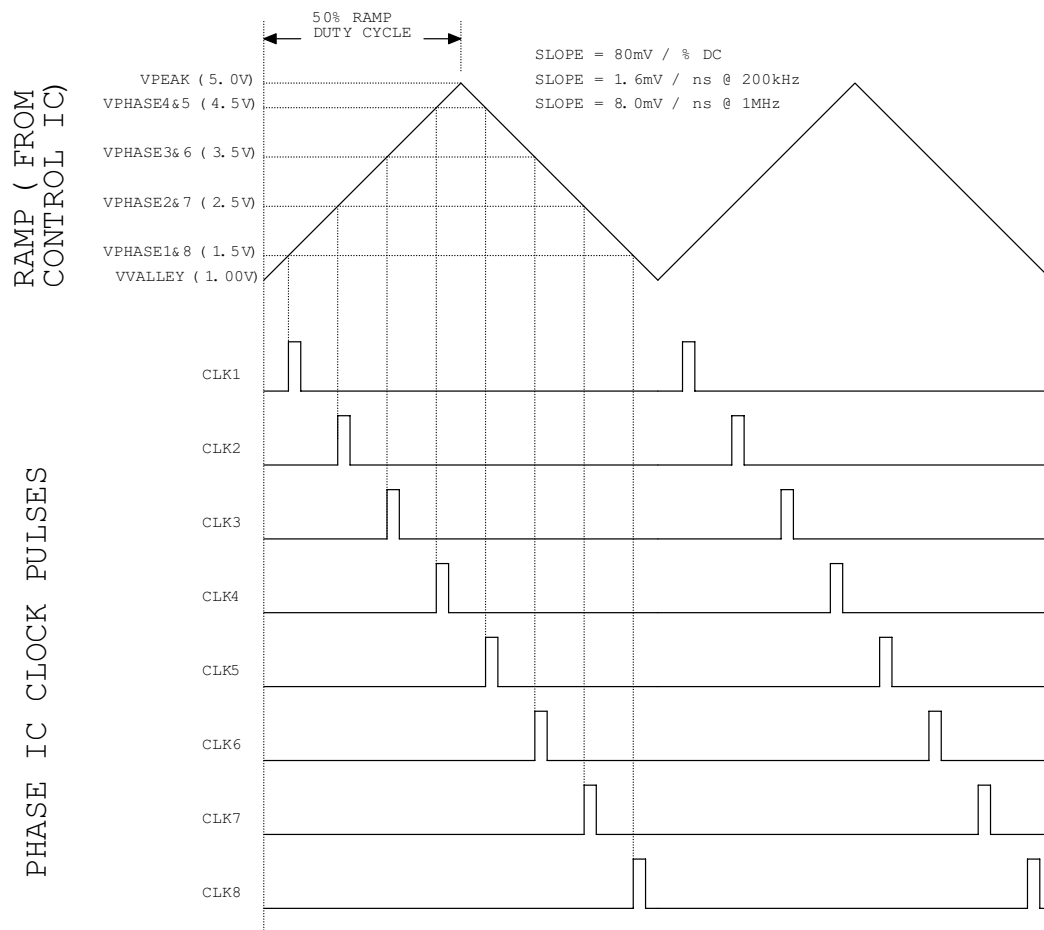 50% RAMP
DUTY CYCLE
SLOPE = 80mV / % DC
SLOPE = 1.6mV / ns @ 200kHz
SLOPE = 8.0mV / ns @ 1MHz
RAMP (FROM
CONTROL IC)
VPEAK (5.0V)
VPHASE4&5 (4.5V)
VPHASE3&6 (3.5V)
VPHASE2&7 (2.5V)
VPHASE1&8 (1.5V)
VVALLEY (1.00V)
PHASE IC CLOCK PULSES
CLK1
CLK2
CLK3
CLK4
CLK5
CLK6
CLK7
CLK8